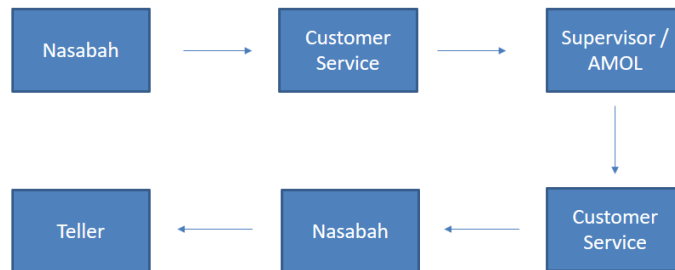 Nasabah
Customer
Service
Supervisor /
AMOL
Customer
Service
Nasabah
Teller